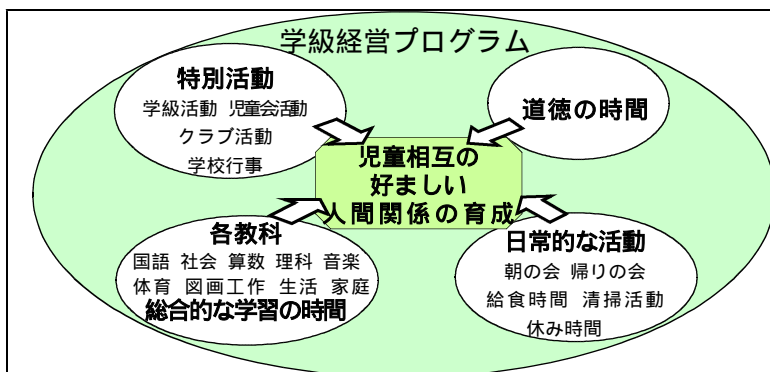 学級経営プログラム
特別活動
学級活動 児童会活動
クラブ活動
学校行事
道徳の時間
児童相互の
好ましい
人間関係の育成
各教科
国語 社会 算数 理科 音楽
体育 図画工作 生活 家庭
総合的な学習の時間
日常的な活動
朝の会 帰りの会
給食時間 清掃活動
休み時間